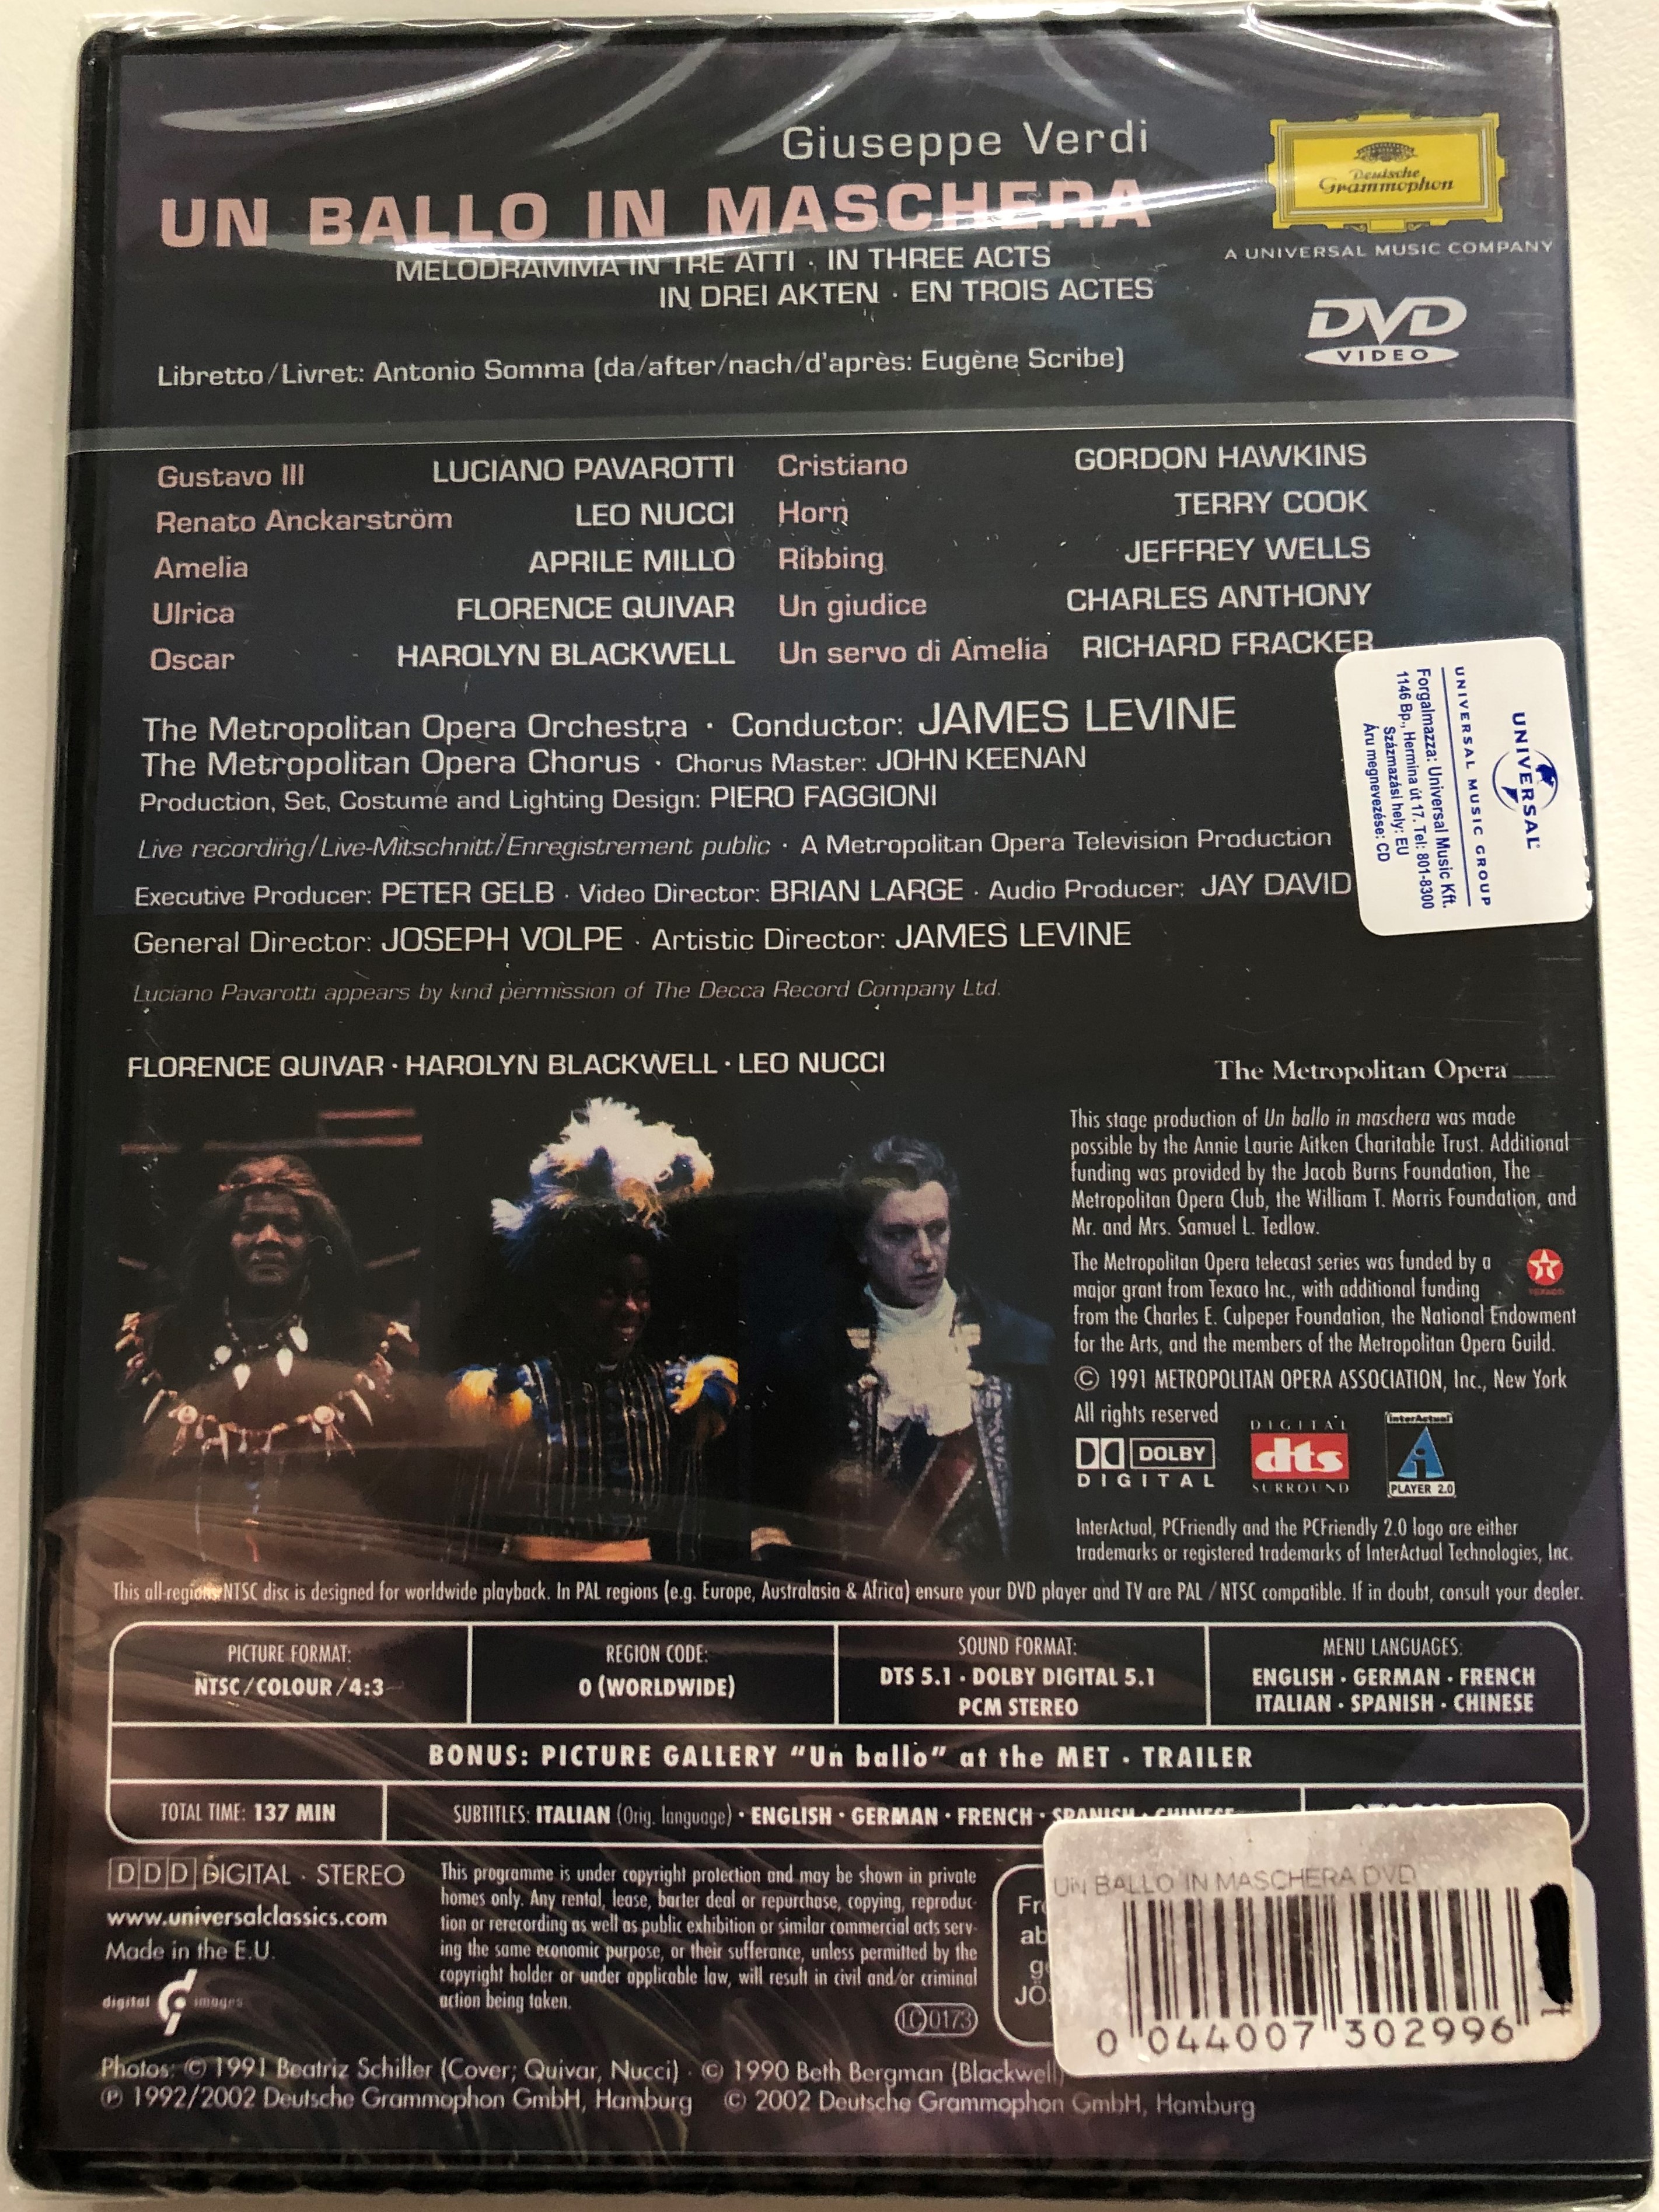 Giuseppe Verdi
UN BALLO IN MASCHERA
MELODRAMMA IN TRE ATTI · IN THREE ACTS
IN DREI AKTEN · EN TROIS ACTES
Libretto/Livret: Antonio Somma (da/after/nach/d'après: Eugène Scribe)
Deutsche
Grammophon
A UNIVERSAL MUSIC COMPANY
DVD
VIDEO
Gustavo III LUCIANO PAVAROTTI
Renato Anckarström LEO NUCCI
Amelia APRILE MILLO
Ulrica FLORENCE QUIVAR
Oscar HAROLYN BLACKWELL
Cristiano GORDON HAWKINS
Horn TERRY COOK
Ribbing JEFFREY WELLS
Un giudice CHARLES ANTHONY
Un servo di Amelia RICHARD FRACKER
The Metropolitan Opera Orchestra · Conductor: JAMES LEVINE
The Metropolitan Opera Chorus · Chorus Master: JOHN KEENAN
Production, Set, Costume and Lighting Design: PIERO FAGGIONI
Live recording/Live-Mitschnitt/Enregistrement public · A Metropolitan Opera Television Production
Executive Producer: PETER GELB · Video Director: BRIAN LARGE · Audio Producer: JAY DAVID
General Director: JOSEPH VOLPE · Artistic Director: JAMES LEVINE
Luciano Pavarotti appears by kind permission of The Decca Record Company Ltd.
UNIVERSAL
UNIVERSAL MUSIC GROUP
Forgalmazza: Universal Music Kft.
1146 Bp., Hermina út 17. Tel: 801-8300
Származási hely: EU
Áru megnevezése: CD
FLORENCE QUIVAR · HAROLYN BLACKWELL · LEO NUCCI
The Metropolitan Opera
This stage production of Un ballo in maschera was made
possible by the Annie Laurie Aitken Charitable Trust. Additional
funding was provided by the Jacob Burns Foundation, The
Metropolitan Opera Club, the William T. Morris Foundation, and
Mr. and Mrs. Samuel L. Tedlow.
The Metropolitan Opera telecast series was funded by a
major grant from Texaco Inc., with additional funding
from the Charles E. Culpeper Foundation, the National Endowment
for the Arts, and the members of the Metropolitan Opera Guild.
TEXACO
© 1991 METROPOLITAN OPERA ASSOCIATION, Inc., New York
All rights reserved
DOLBY
DIGITAL
DIGITAL
dts
SURROUND
InterActual
PLAYER 2.0
InterActual, PCFriendly and the PCFriendly 2.0 logo are either
trademarks or registered trademarks of InterActual Technologies, Inc.
This all-regions NTSC disc is designed for worldwide playback. In PAL regions (e.g. Europe, Australasia & Africa) ensure your DVD player and TV are PAL / NTSC compatible. If in doubt, consult your dealer.
PICTURE FORMAT:
NTSC/COLOUR/4:3
REGION CODE:
0 (WORLDWIDE)
SOUND FORMAT:
DTS 5.1 · DOLBY DIGITAL 5.1
PCM STEREO
MENU LANGUAGES:
ENGLISH · GERMAN · FRENCH
ITALIAN · SPANISH · CHINESE
BONUS: PICTURE GALLERY "Un ballo" at the MET · TRAILER
TOTAL TIME: 137 MIN
SUBTITLES: ITALIAN (Orig. language) · ENGLISH · GERMAN · FRENCH · SPANISH · CHINESE
DDD DIGITAL · STEREO
www.universalclassics.com
Made in the E.U.
digital images
This programme is under copyright protection and may be shown in private
homes only. Any rental, lease, barter deal or repurchase, copying, reproduc-
tion or rerecording as well as public exhibition or similar commercial acts serv-
ing the same economic purpose, or their sufferance, unless permitted by the
copyright holder or under applicable law, will result in civil and/or criminal
action being taken.
LC 0173
Fr
ab
g
JÖ
UN BALLO IN MASCHERA DVD
0 044007 302996
Photos: © 1991 Beatriz Schiller (Cover; Quivar, Nucci) · © 1990 Beth Bergman (Blackwell)
℗ 1992/2002 Deutsche Grammophon GmbH, Hamburg © 2002 Deutsche Grammophon GmbH, Hamburg